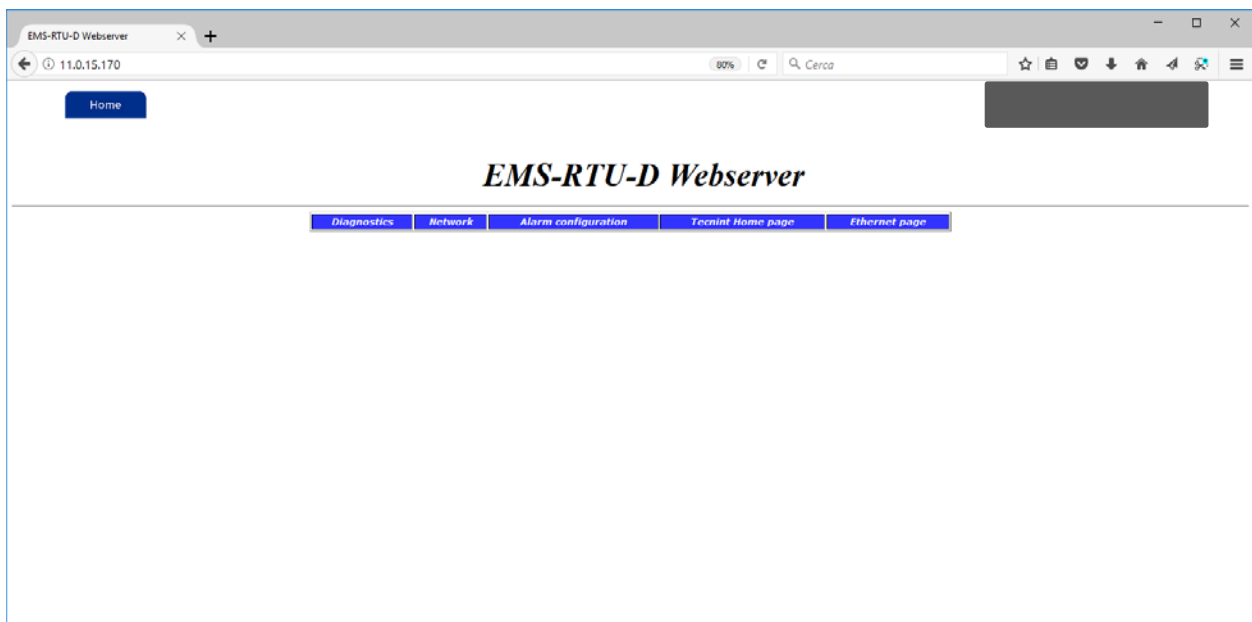 EMS-RTU-D Webserver
11.0.15.170 80% Cerca
Home
EMS-RTU-D Webserver
Diagnostics Network Alarm configuration Tecnint Home page Ethernet page